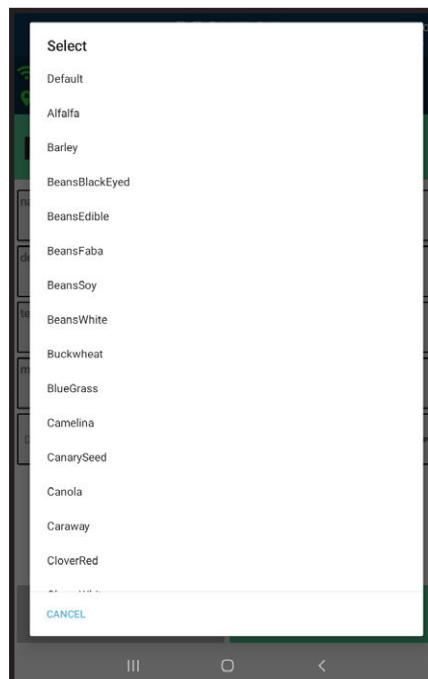 Select
Default
Alfalfa
Barley
BeansBlackEyed
BeansEdible
BeansFaba
BeansSoy
BeansWhite
Buckwheat
BlueGrass
Camelina
CanarySeed
Canola
Caraway
CloverRed
CANCEL